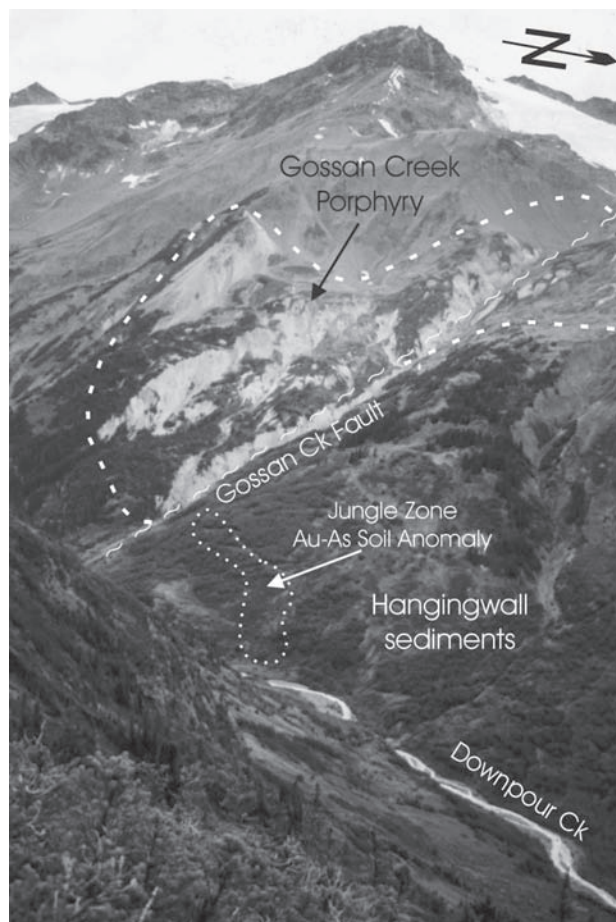 N
Gossan Creek
Porphyry
Gossan Ck Fault
Jungle Zone
Au-As Soil Anomaly
Hangingwall
sediments
Downpour Ck